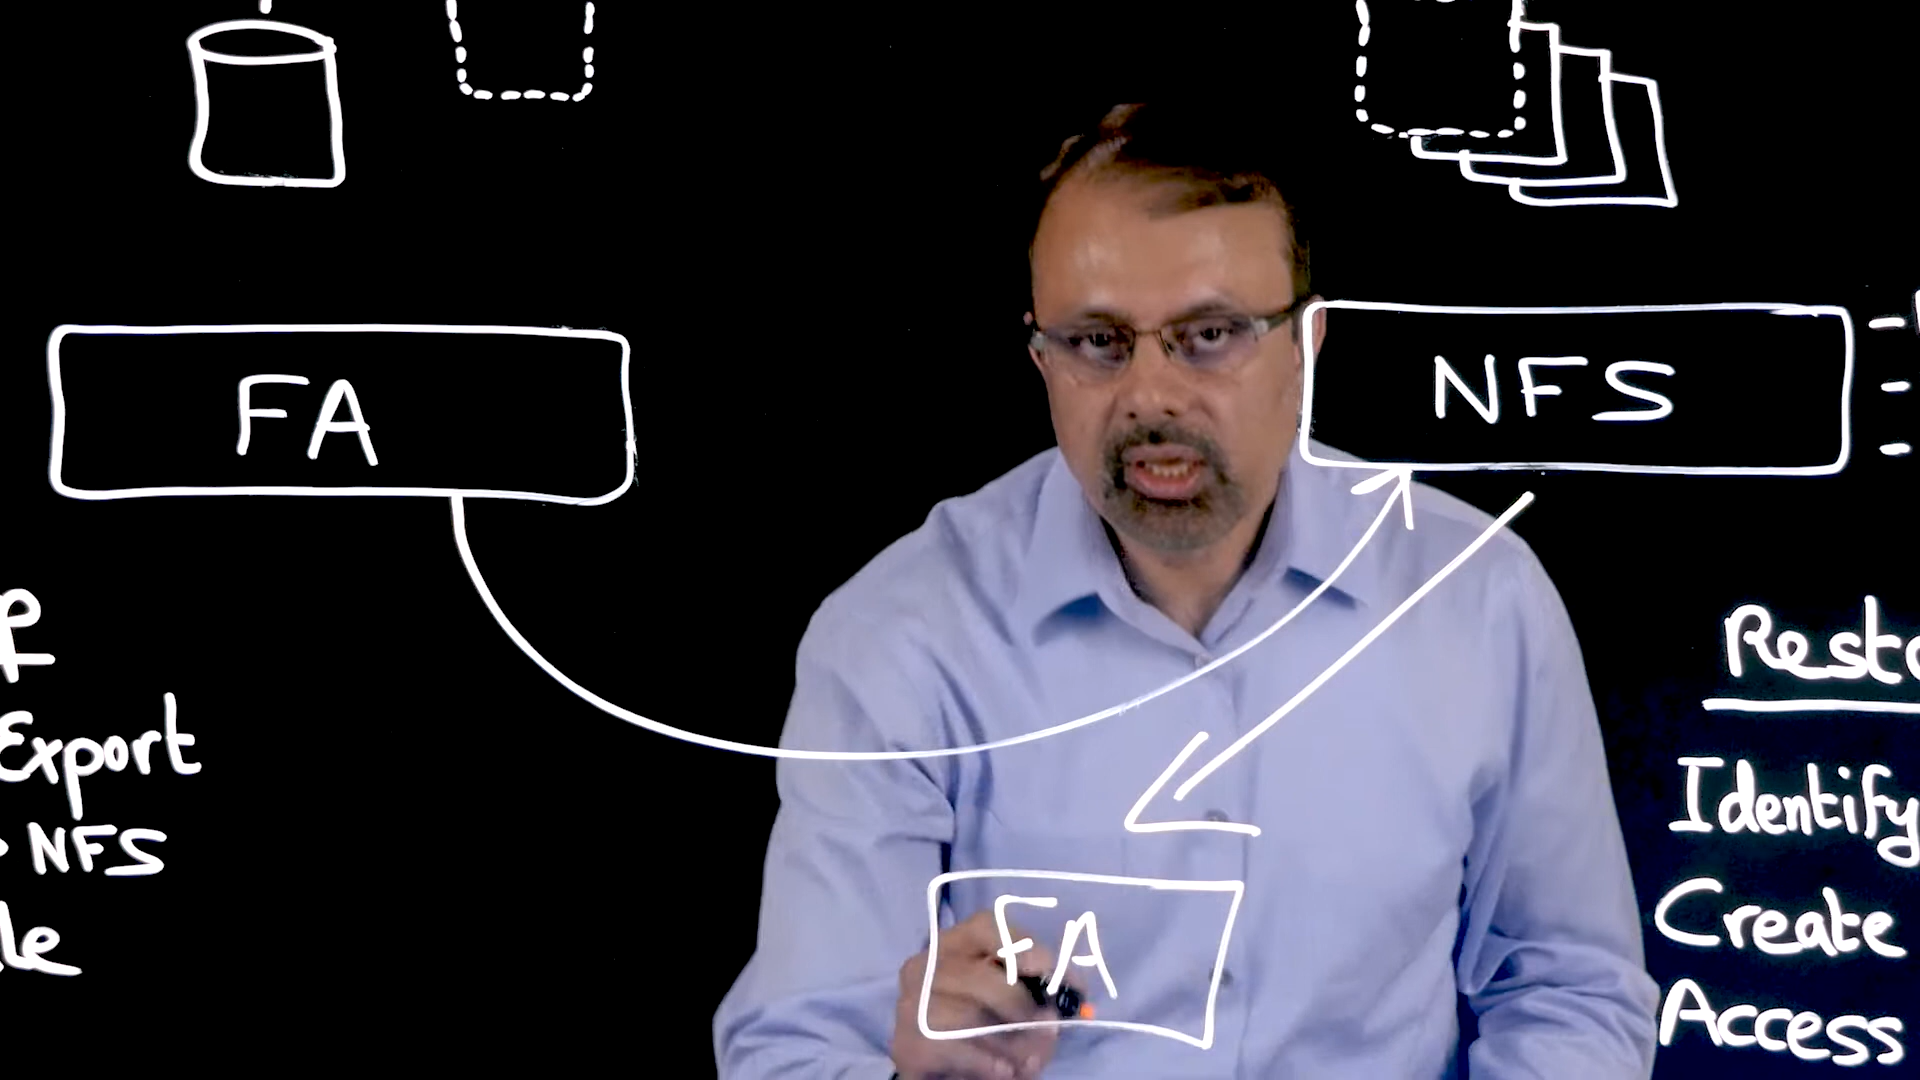 FA
NFS
Export
NFS
FA
Identify
Create
Access